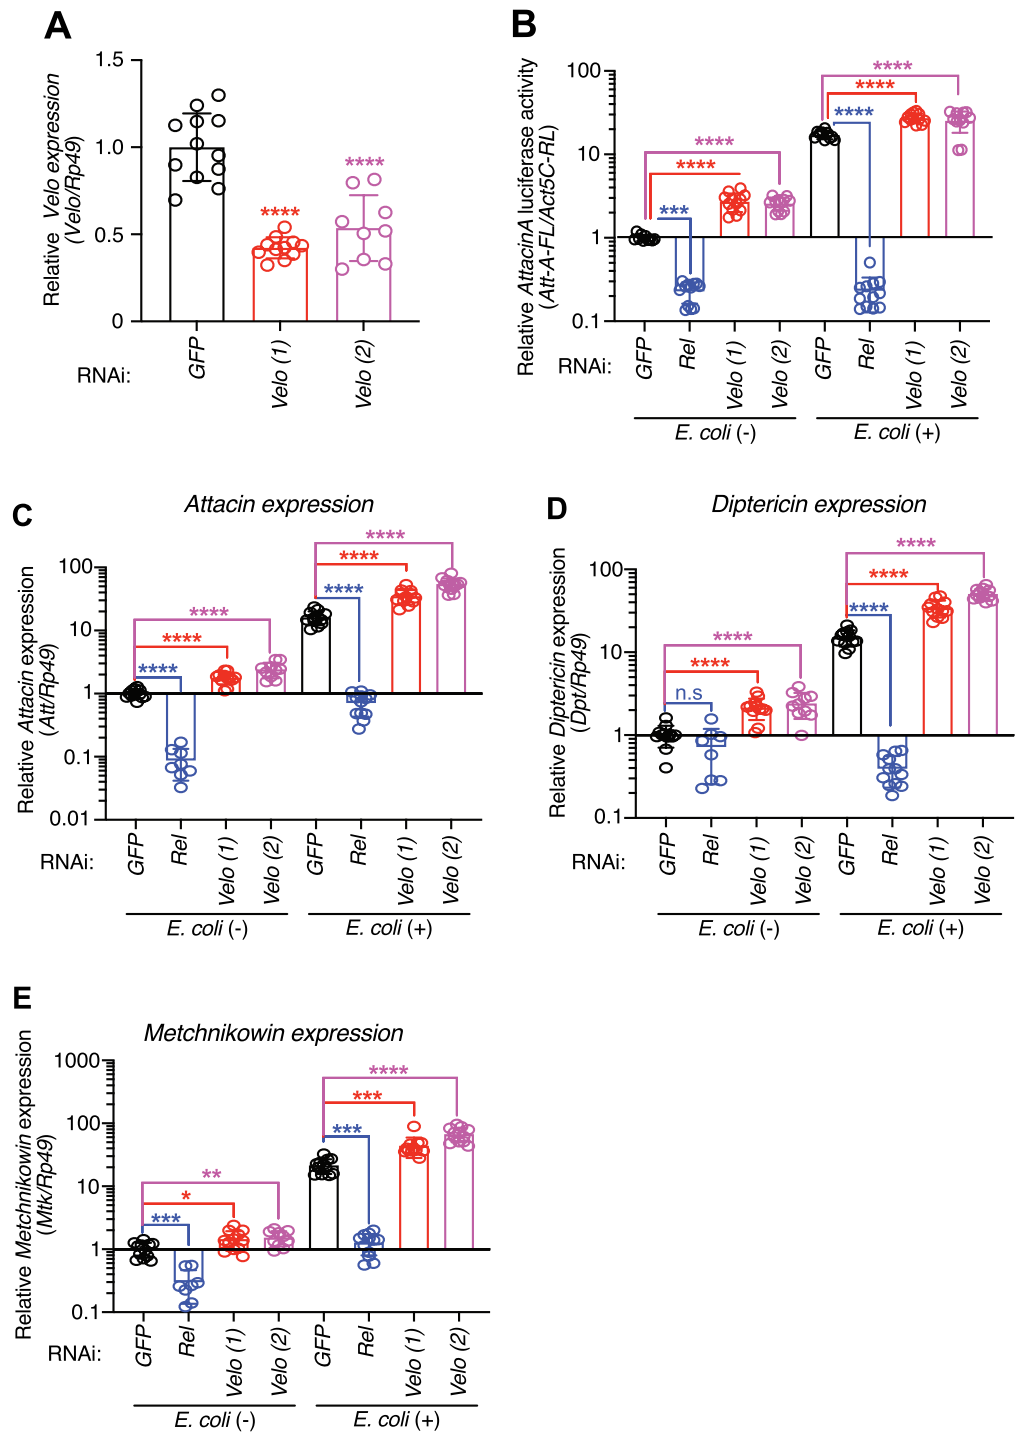 A
Relative Velo expression
(Velo/Rp49)
1.5
1.0
0.5
0
****
****
RNAi:
GFP
Velo (1)
Velo (2)
B
Relative AttacinA luciferase activity
(Att-A-FL/Act5C-RL)
100
10
1
0.1
****
****
***
****
****
****
RNAi:
GFP
Rel
Velo (1)
Velo (2)
GFP
Rel
Velo (1)
Velo (2)
E. coli (-)
E. coli (+)
C
Attacin expression
Relative Attacin expression
(Att/Rp49)
100
10
1
0.1
0.01
****
****
****
****
****
****
RNAi:
GFP
Rel
Velo (1)
Velo (2)
GFP
Rel
Velo (1)
Velo (2)
E. coli (-)
E. coli (+)
D
Diptericin expression
Relative Diptericin expression
(Dpt/Rp49)
100
10
1
0.1
****
****
n.s
****
****
****
RNAi:
GFP
Rel
Velo (1)
Velo (2)
GFP
Rel
Velo (1)
Velo (2)
E. coli (-)
E. coli (+)
E
Metchnikowin expression
Relative Metchnikowin expression
(Mtk/Rp49)
1000
100
10
1
0.1
**
*
***
****
***
***
RNAi:
GFP
Rel
Velo (1)
Velo (2)
GFP
Rel
Velo (1)
Velo (2)
E. coli (-)
E. coli (+)